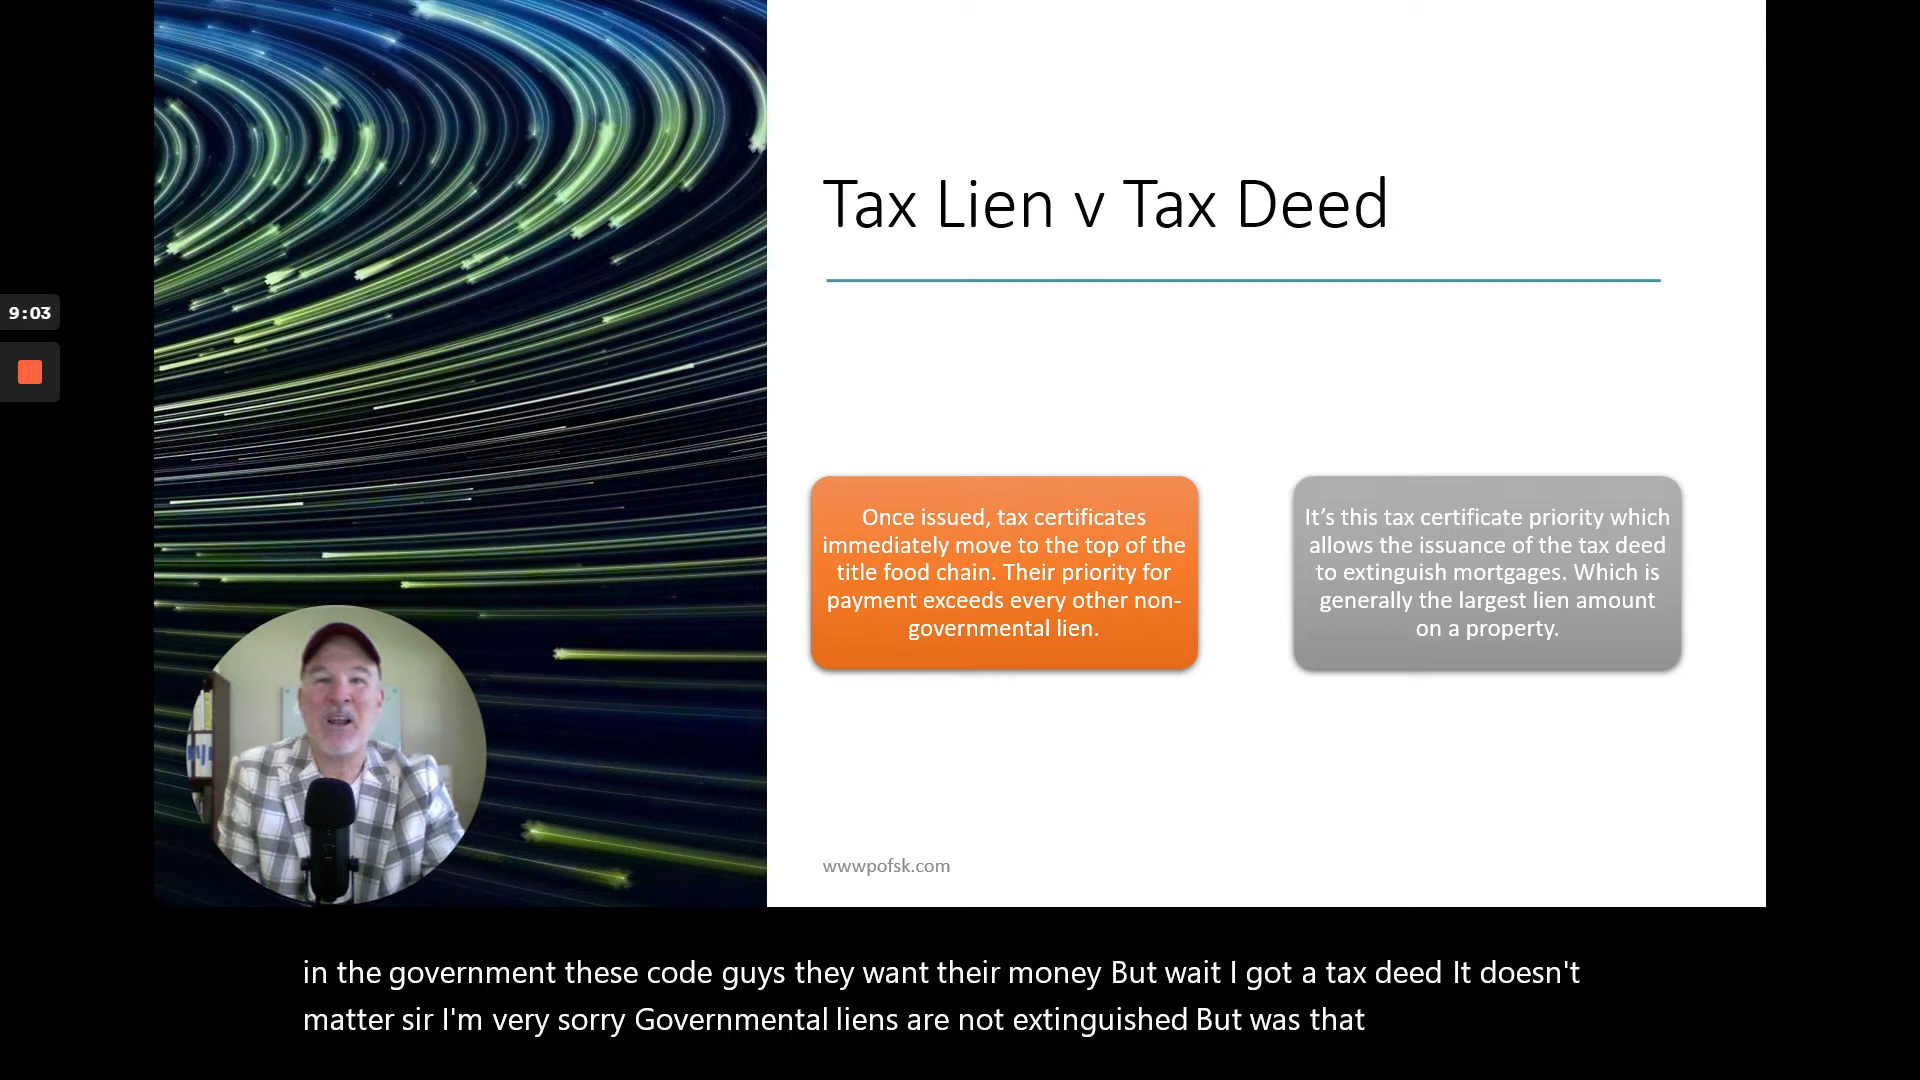 Tax Lien v Tax Deed
9:03
Once issued, tax certificates
immediately move to the top of the
title food chain. Their priority for
payment exceeds every other non-
governmental lien.
It’s this tax certificate priority which
allows the issuance of the tax deed
to extinguish mortgages. Which is
generally the largest lien amount
on a property.
wwwpofsk.com
in the government these code guys they want their money But wait I got a tax deed It doesn't
matter sir I'm very sorry Governmental liens are not extinguished But was that